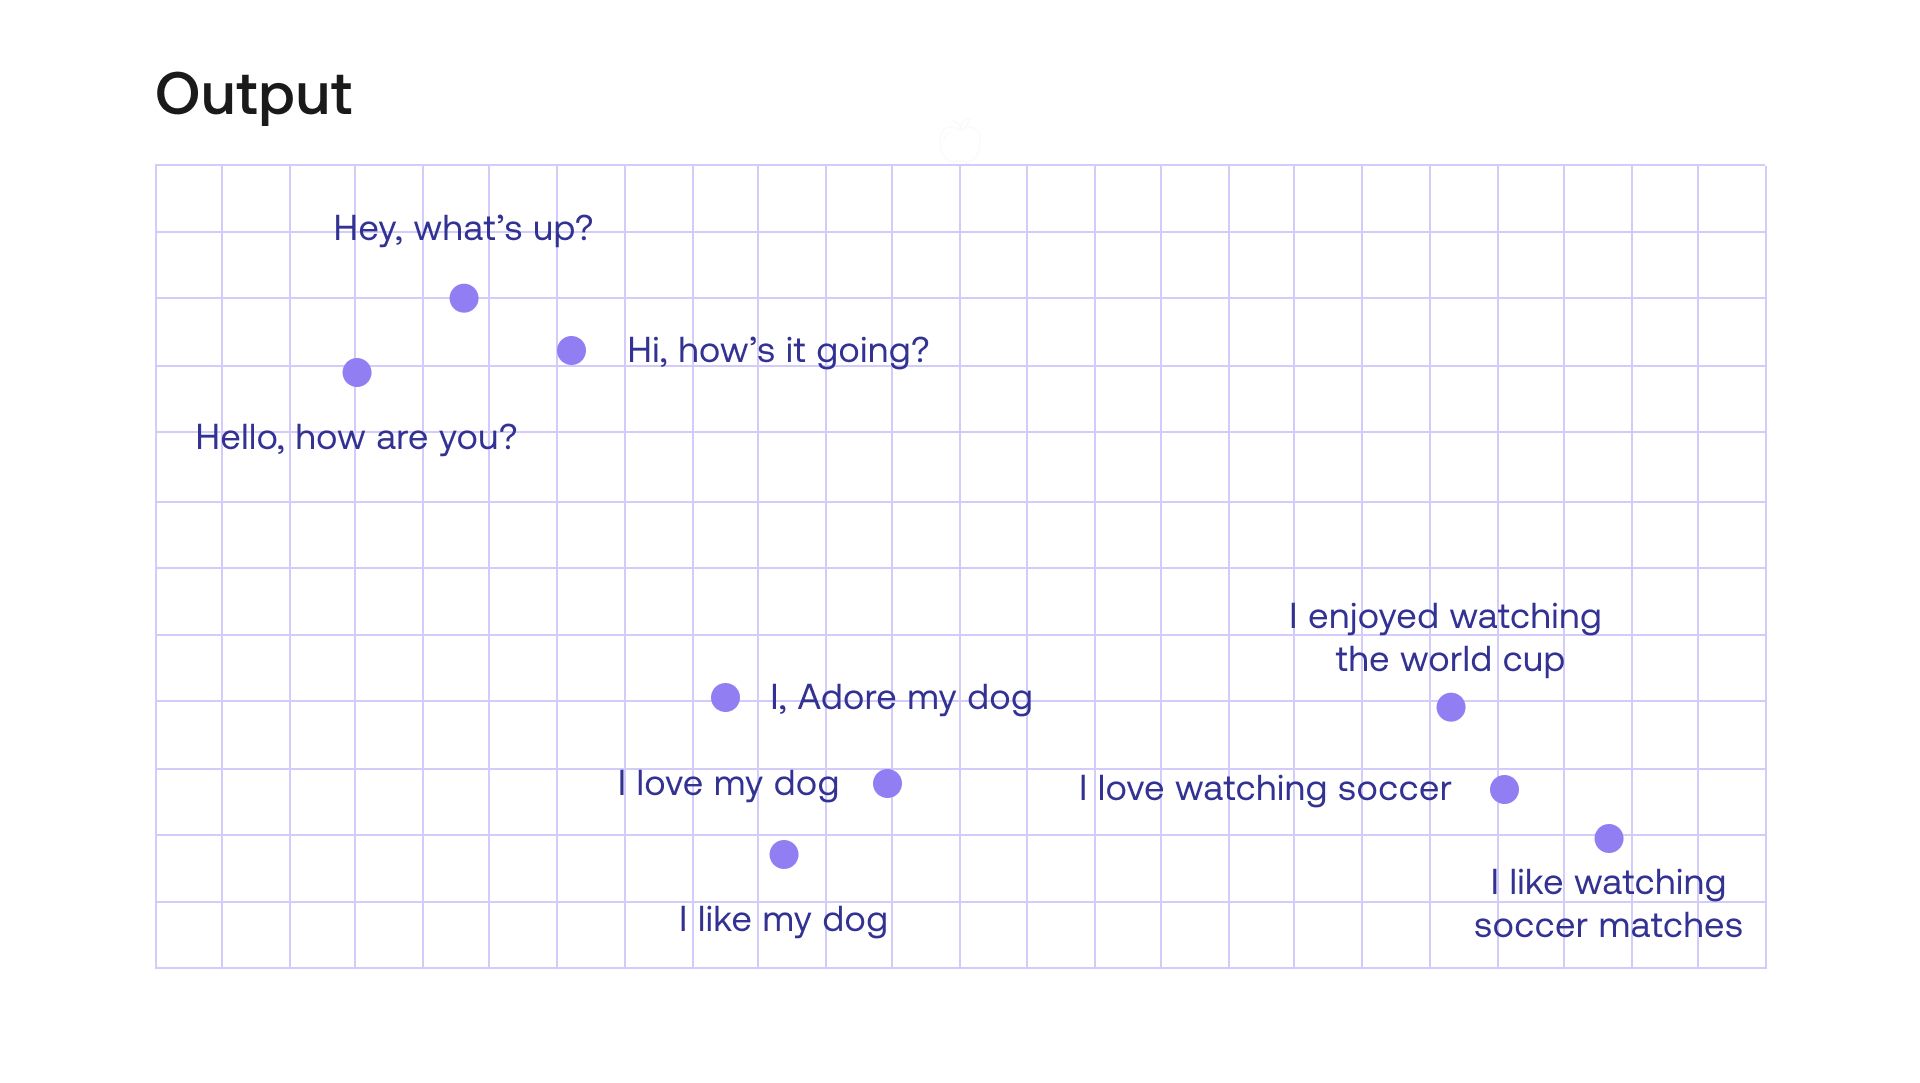 Output
Hey, what’s up?
Hi, how’s it going?
Hello, how are you?
I enjoyed watching
the world cup
I, Adore my dog
I love my dog
I love watching soccer
I like my dog
I like watching
soccer matches